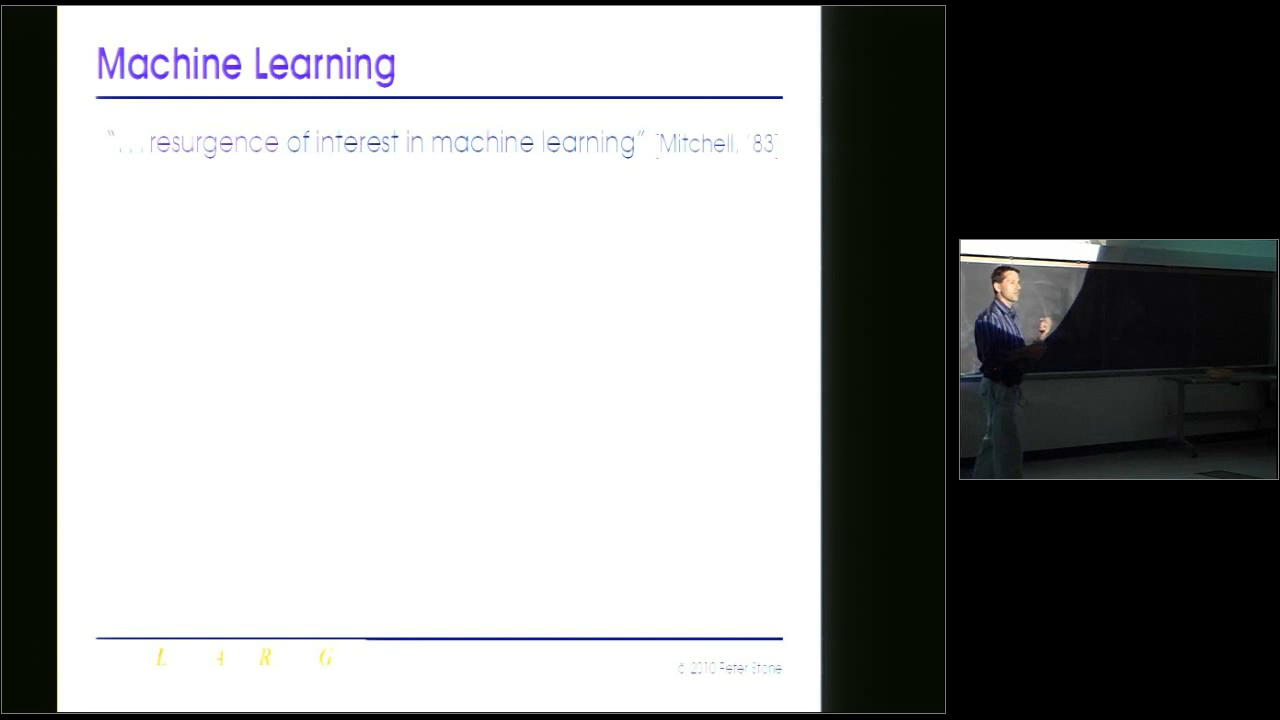 Machine Learning
“...resurgence of interest in machine learning” [Mitchell, ’83]
L A R G
© 2010 Peter Stone